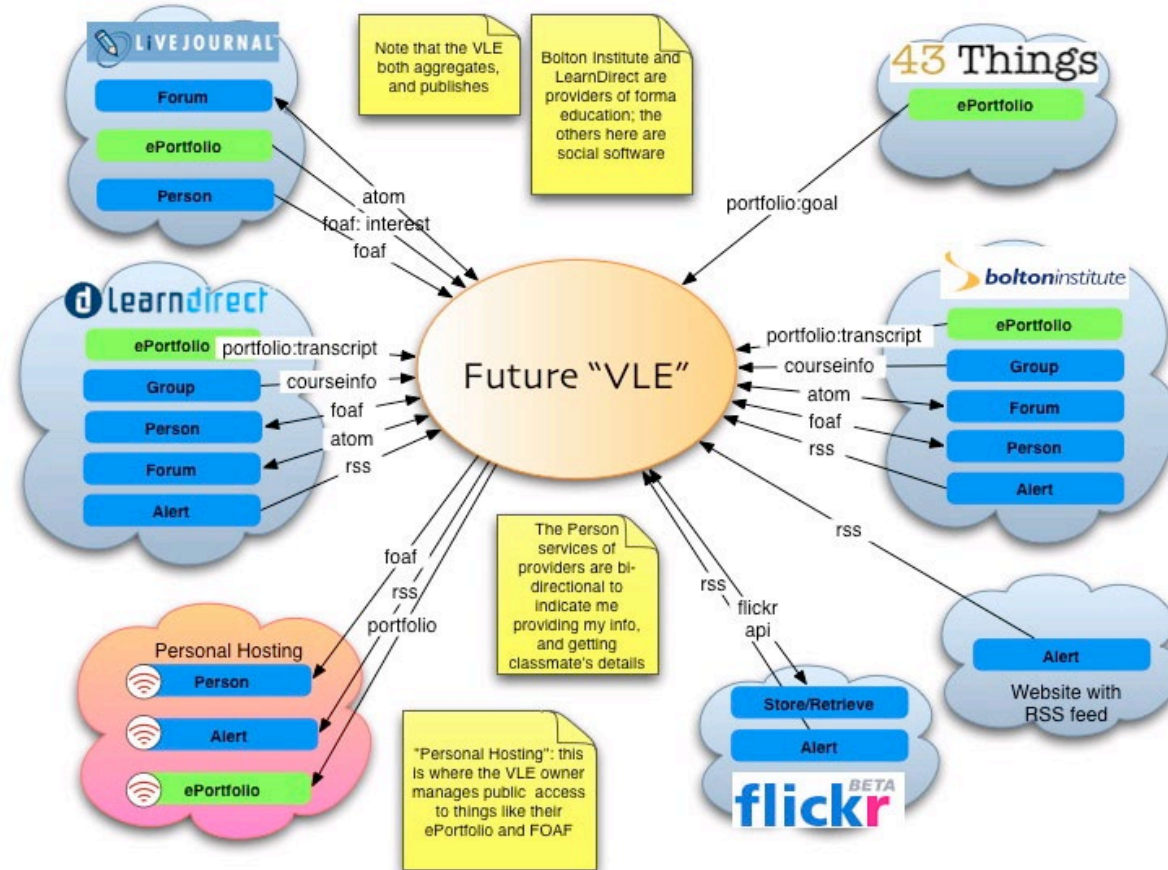 LiVEJOURNAL
Forum
ePortfolio
Person
atom
foaf: interest
foaf
Note that the VLE
both aggregates,
and publishes
Bolton Institute and
LearnDirect are
providers of forma
education; the
others here are
social software
43 Things
ePortfolio
portfolio:goal
learndirect
ePortfolio
Group
Person
Forum
Alert
portfolio:transcript
courseinfo
foaf
atom
rss
Future “VLE”
boltoninstitute
ePortfolio
Group
Forum
Person
Alert
portfolio:transcript
courseinfo
atom
foaf
rss
foaf
rss
portfolio
Personal Hosting
Person
Alert
ePortfolio
The Person
services of
providers are bi-
directional to
indicate me
providing my info,
and getting
classmate's details
"Personal Hosting": this
is where the VLE owner
manages public access
to things like their
ePortfolio and FOAF
rss
flickr
api
Store/Retrieve
Alert
flickr
BETA
rss
Alert
Website with
RSS feed